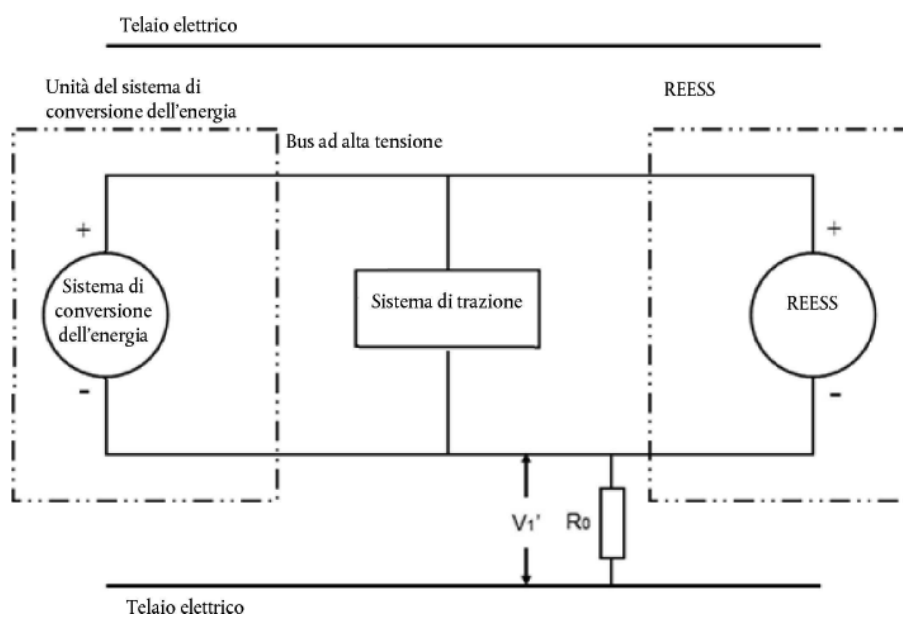 Telaio elettrico
Unità del sistema di
conversione dell'energia
REESS
Bus ad alta tensione
+
+
Sistema di
conversione
dell'energia
Sistema di trazione
REESS
-
-
V1'
R0
Telaio elettrico